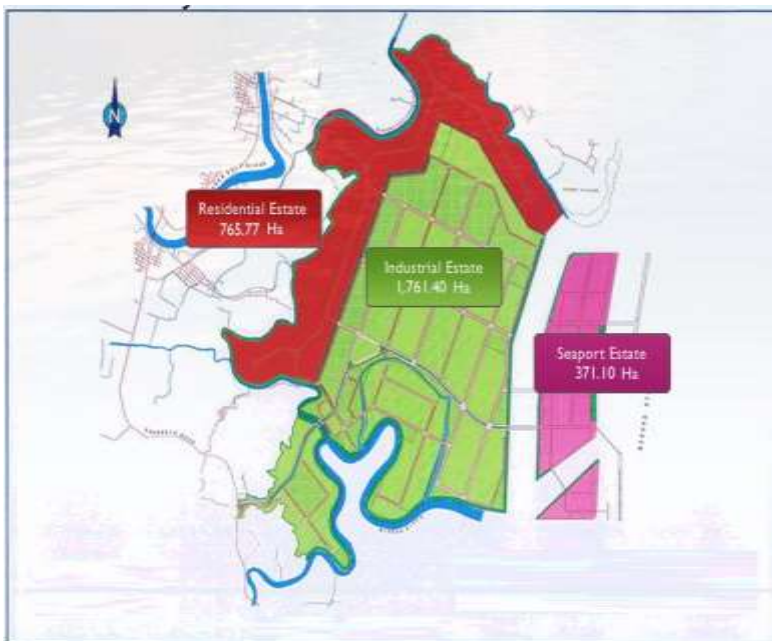 N
Residential Estate
765.77 Ha
Industrial Estate
1,761.40 Ha
Seaport Estate
371.10 Ha